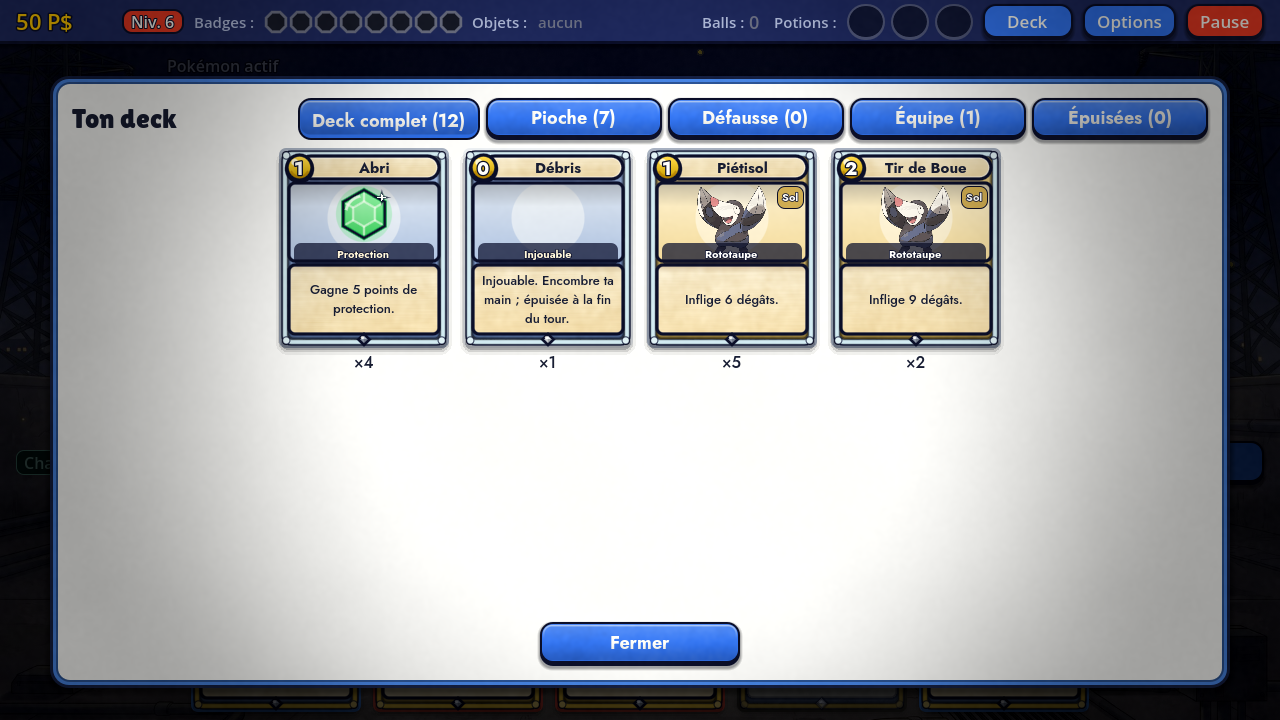 50 P$
Niv. 6
Badges :
Objets : aucun
Balls : 0
Potions :
Deck
Options
Pause
Pokémon actif
Ton deck
Deck complet (12)
Pioche (7)
Défausse (0)
Équipe (1)
Épuisées (0)
1
Abri
Protection
Gagne 5 points de
protection.
×4
0
Débris
Injouable
Injouable. Encombre ta
main ; épuisée à la fin
du tour.
×1
1
Piétisol
Sol
Rototaupe
Inflige 6 dégâts.
×5
2
Tir de Boue
Sol
Rototaupe
Inflige 9 dégâts.
×2
Fermer